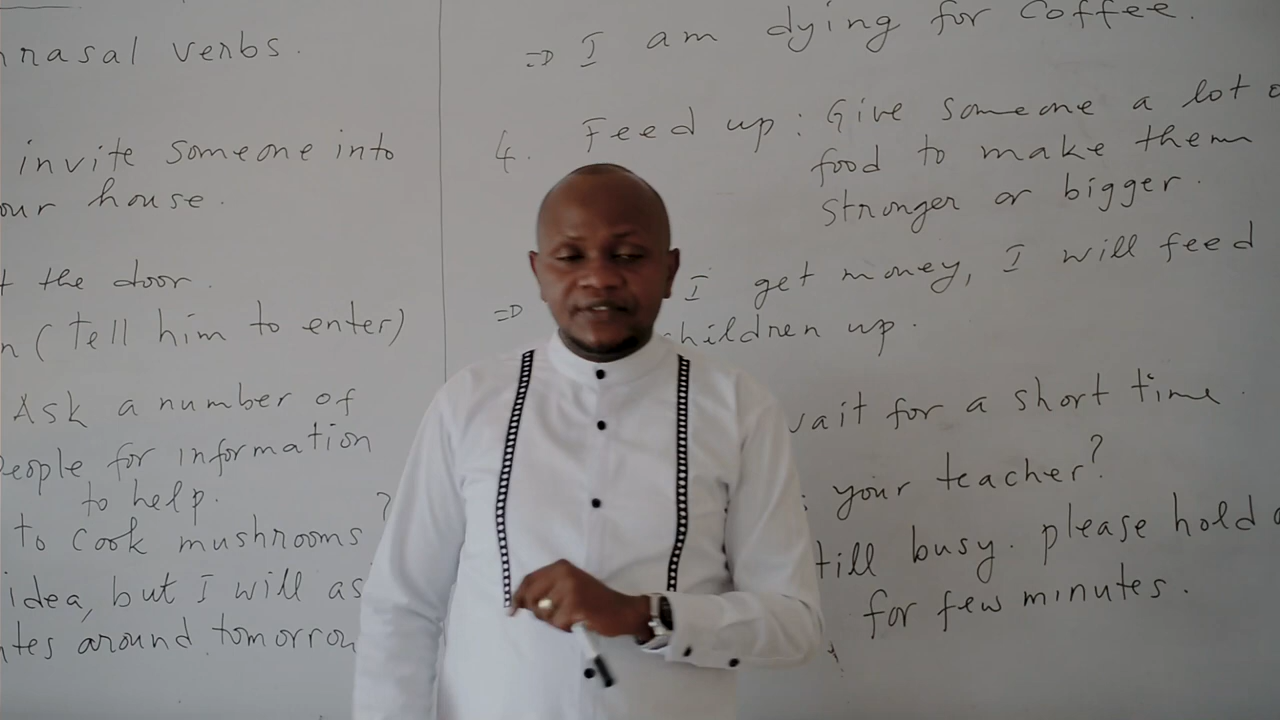 nrasal verbs.
invite someone into
our house.
t the door.
n (tell him to enter)
Ask a number of
people for information
to help.
to cook mushrooms ?
idea, but I will as
tes around tomorrow
=D I am dying for coffee.
4. Feed up: Give someone a lot o
food to make them
stronger or bigger.
=D I get money, I will feed
children up.
wait for a short time.
: your teacher?
till busy. please hold o
for few minutes.